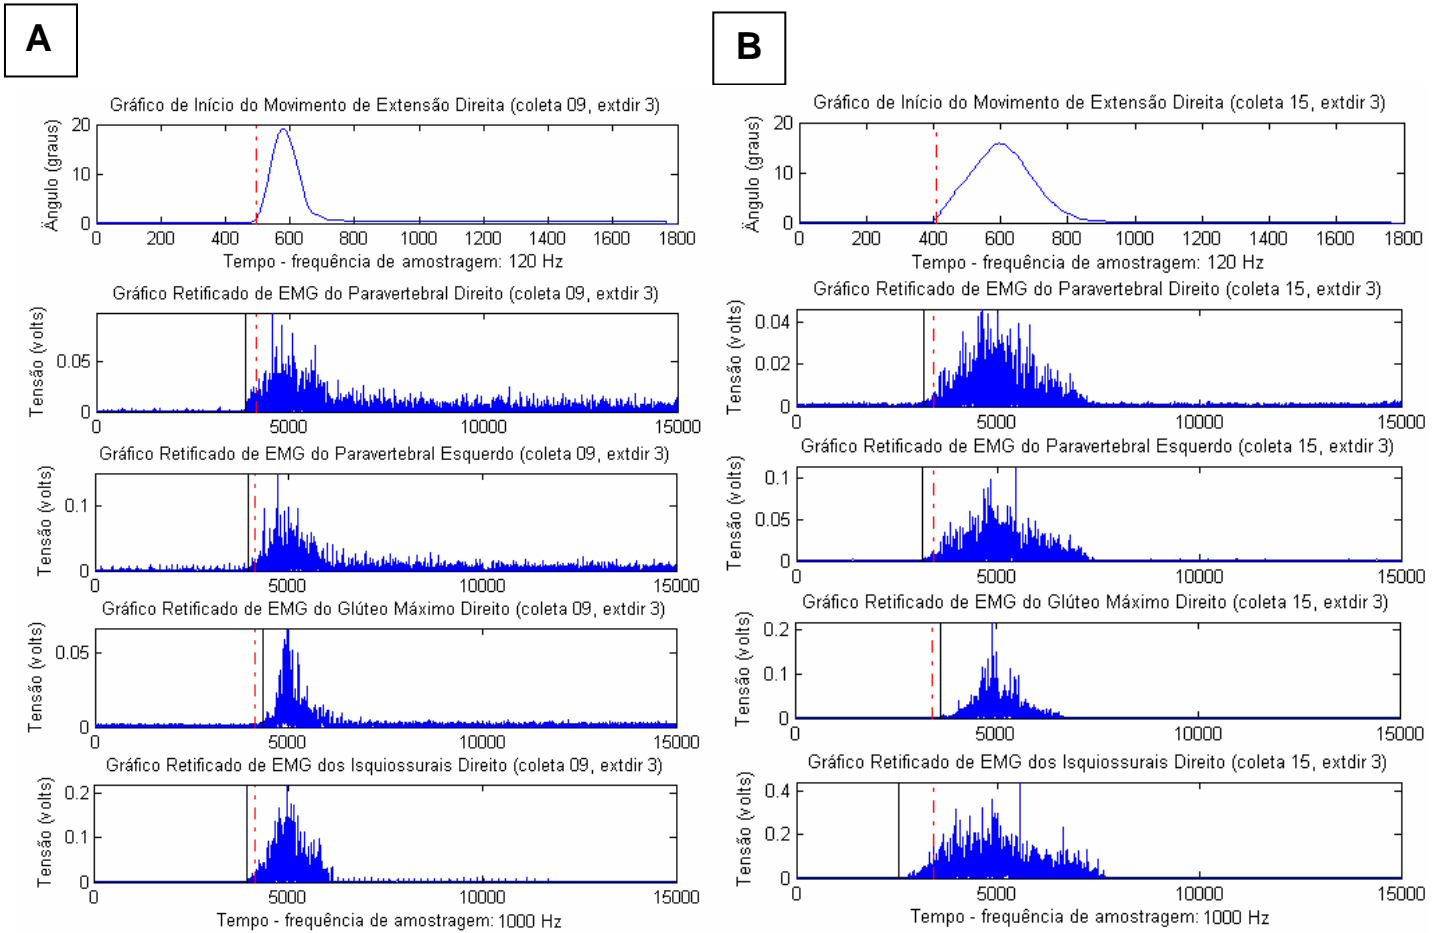 A
Gráfico de Início do Movimento de Extensão Direita (coleta 09, extdir 3)
Ângulo (graus)
20
10
0
0 200 400 600 800 1000 1200 1400 1600 1800
Tempo - frequência de amostragem: 120 Hz
Gráfico Retificado de EMG do Paravertebral Direito (coleta 09, extdir 3)
Tensão (volts)
0.05
0
0 5000 10000 15000
Gráfico Retificado de EMG do Paravertebral Esquerdo (coleta 09, extdir 3)
Tensão (volts)
0.1
0
0 5000 10000 15000
Gráfico Retificado de EMG do Glúteo Máximo Direito (coleta 09, extdir 3)
Tensão (volts)
0.05
0
0 5000 10000 15000
Gráfico Retificado de EMG dos Isquiossurais Direito (coleta 09, extdir 3)
Tensão (volts)
0.2
0.1
0
0 5000 10000 15000
Tempo - frequência de amostragem: 1000 Hz
B
Gráfico de Início do Movimento de Extensão Direita (coleta 15, extdir 3)
Ângulo (graus)
20
10
0
0 200 400 600 800 1000 1200 1400 1600 1800
Tempo - frequência de amostragem: 120 Hz
Gráfico Retificado de EMG do Paravertebral Direito (coleta 15, extdir 3)
Tensão (volts)
0.04
0.02
0
0 5000 10000 15000
Gráfico Retificado de EMG do Paravertebral Esquerdo (coleta 15, extdir 3)
Tensão (volts)
0.1
0.05
0
0 5000 10000 15000
Gráfico Retificado de EMG do Glúteo Máximo Direito (coleta 15, extdir 3)
Tensão (volts)
0.2
0.1
0
0 5000 10000 15000
Gráfico Retificado de EMG dos Isquiossurais Direito (coleta 15, extdir 3)
Tensão (volts)
0.4
0.2
0
0 5000 10000 15000
Tempo - frequência de amostragem: 1000 Hz